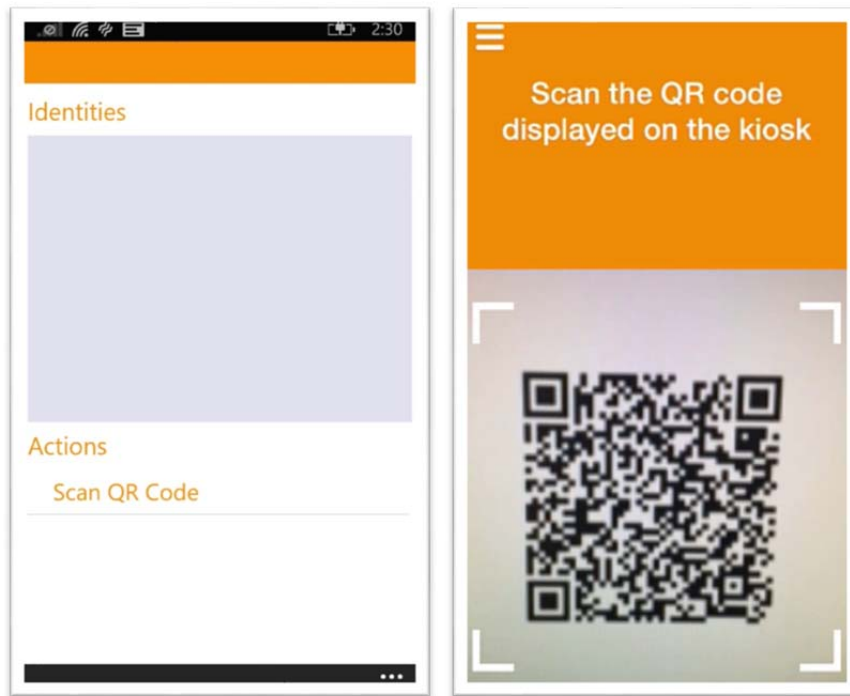 2:30
Identities
Actions
Scan QR Code
Scan the QR code
displayed on the kiosk